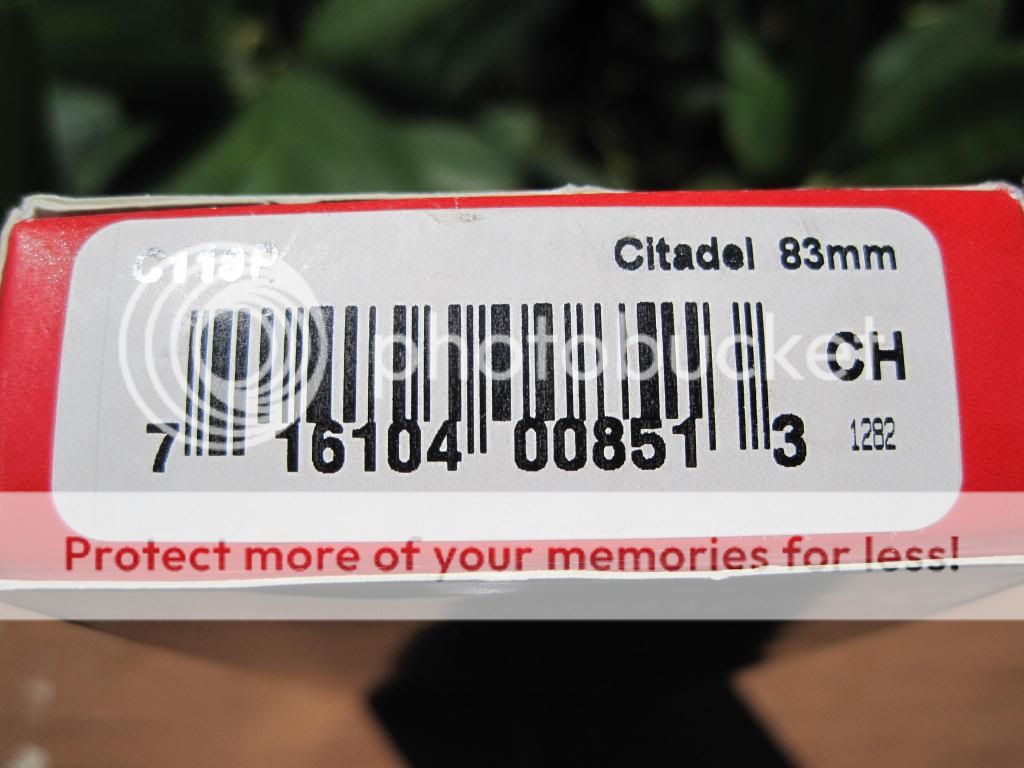 C113P
Citadel 83mm
photobucket
CH
7 16104 00851 3
1282
Protect more of your memories for less!